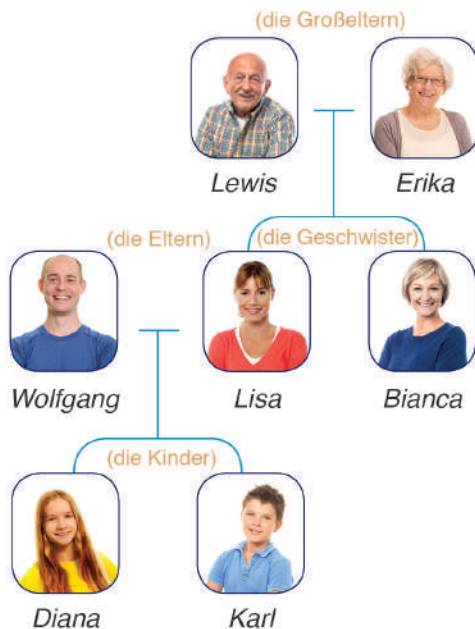 (die Großeltern)
Lewis Erika
(die Eltern) (die Geschwister)
Wolfgang Lisa Bianca
(die Kinder)
Diana Karl